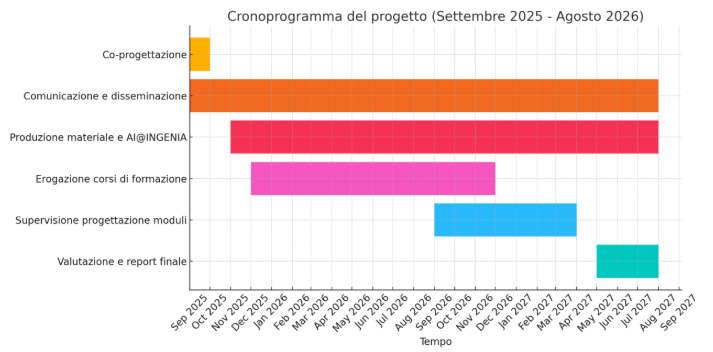 Cronoprogramma del progetto (Settembre 2025 - Agosto 2026)
Co-progettazione
Comunicazione e disseminazione
Produzione materiale e AI@INGENIA
Erogazione corsi di formazione
Supervisione progettazione moduli
Valutazione e report finale
Sep 2025
Oct 2025
Nov 2025
Dec 2025
Jan 2026
Feb 2026
Mar 2026
Apr 2026
May 2026
Jun 2026
Jul 2026
Aug 2026
Sep 2026
Oct 2026
Nov 2026
Dec 2026
Jan 2027
Feb 2027
Mar 2027
Apr 2027
May 2027
Jun 2027
Jul 2027
Aug 2027
Sep 2027
Tempo